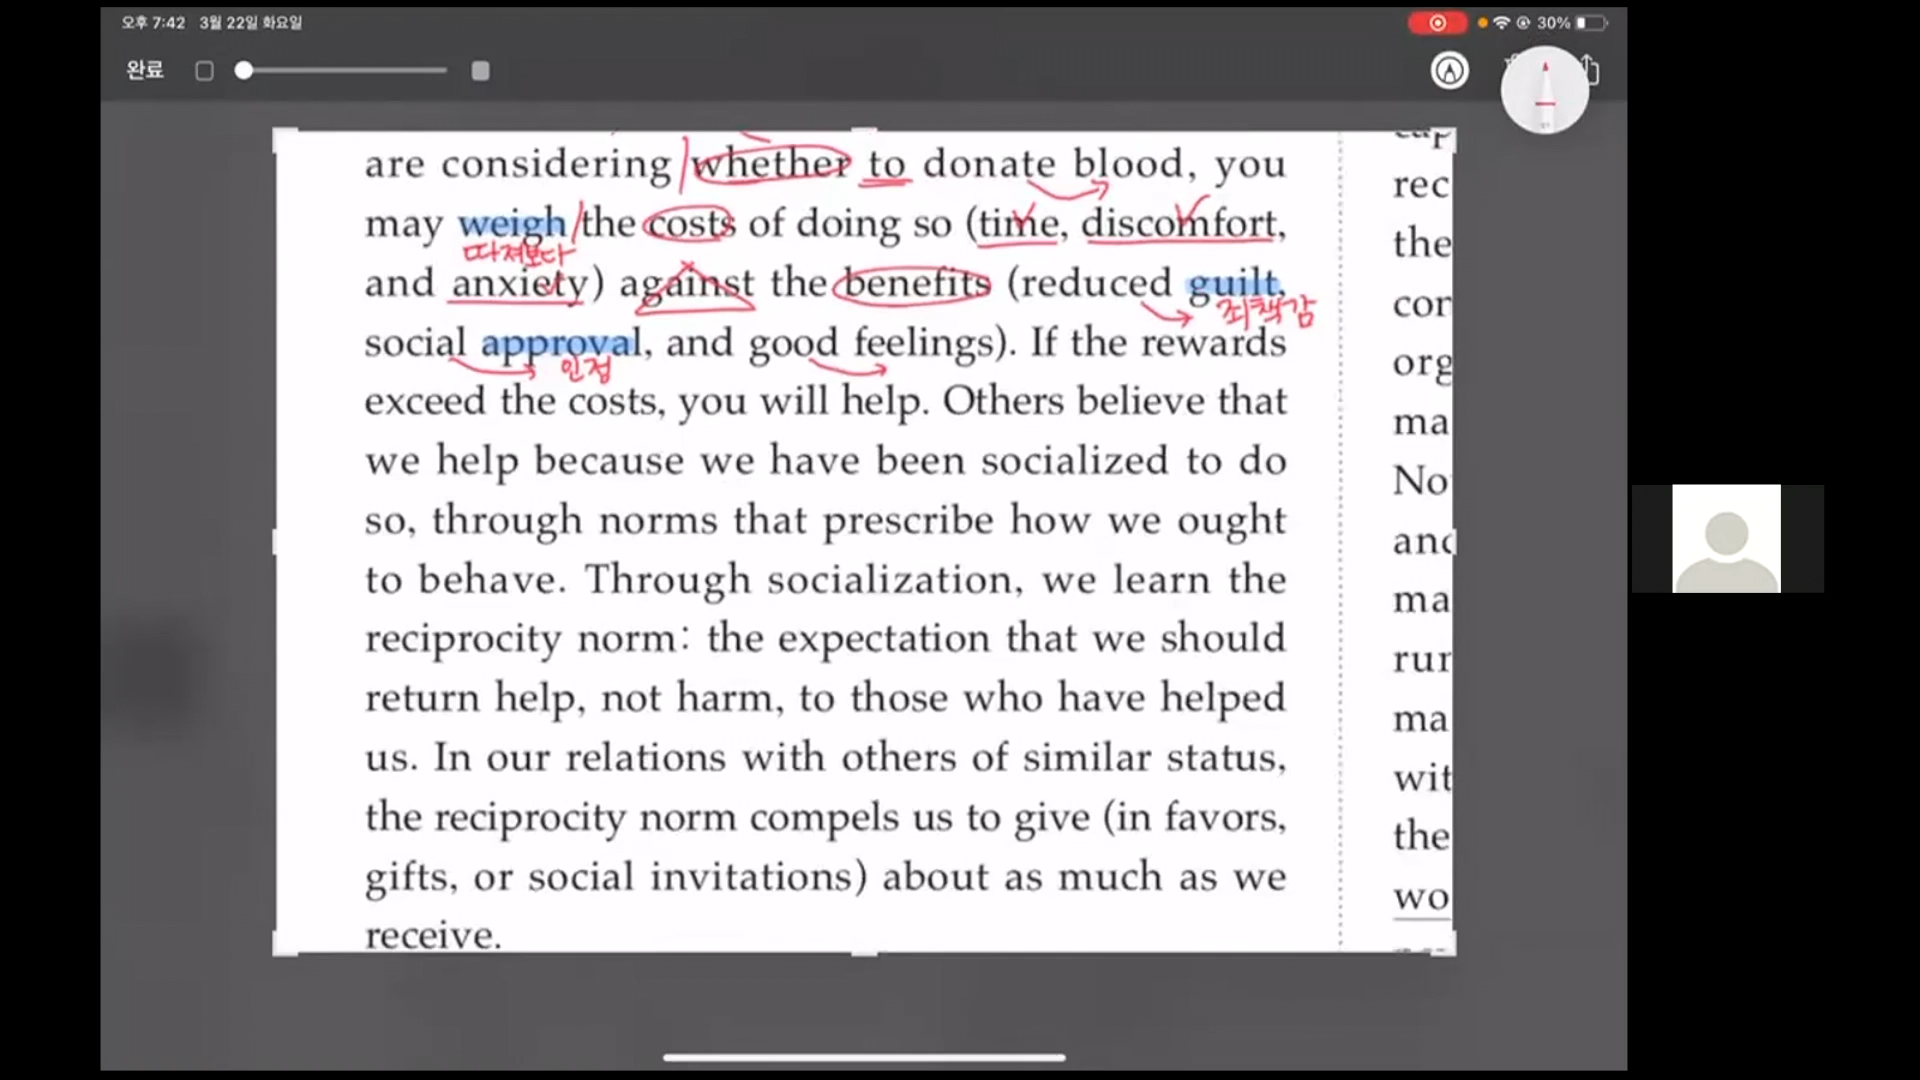 오후 7:42 3월 22일 화요일
30%
완료
are considering whether to donate blood, you
may weigh the costs of doing so (time, discomfort,
따져보다
and anxiety) against the benefits (reduced guilt,
죄책감
social approval, and good feelings). If the rewards
인정
exceed the costs, you will help. Others believe that
we help because we have been socialized to do
so, through norms that prescribe how we ought
to behave. Through socialization, we learn the
reciprocity norm: the expectation that we should
return help, not harm, to those who have helped
us. In our relations with others of similar status,
the reciprocity norm compels us to give (in favors,
gifts, or social invitations) about as much as we
receive.
rec
the
cor
org
ma
No
and
ma
rur
ma
wit
the
wo